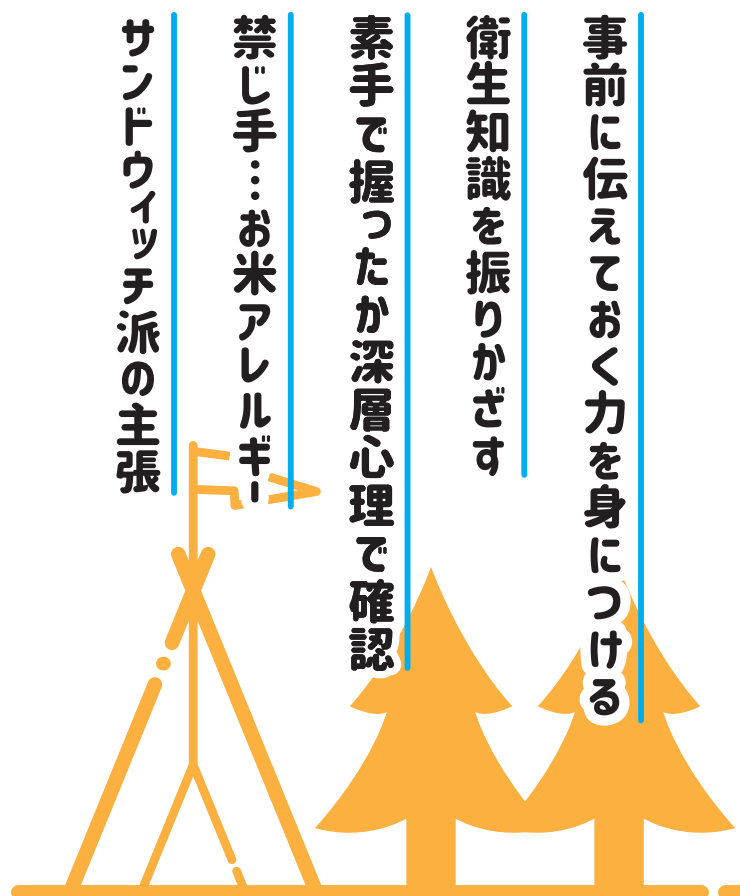 事前に伝えておく力を身につける
衛生知識を振りかざす
素手で握ったか深層心理で確認
禁じ手…お米アレルギー
サンドウィッチ派の主張